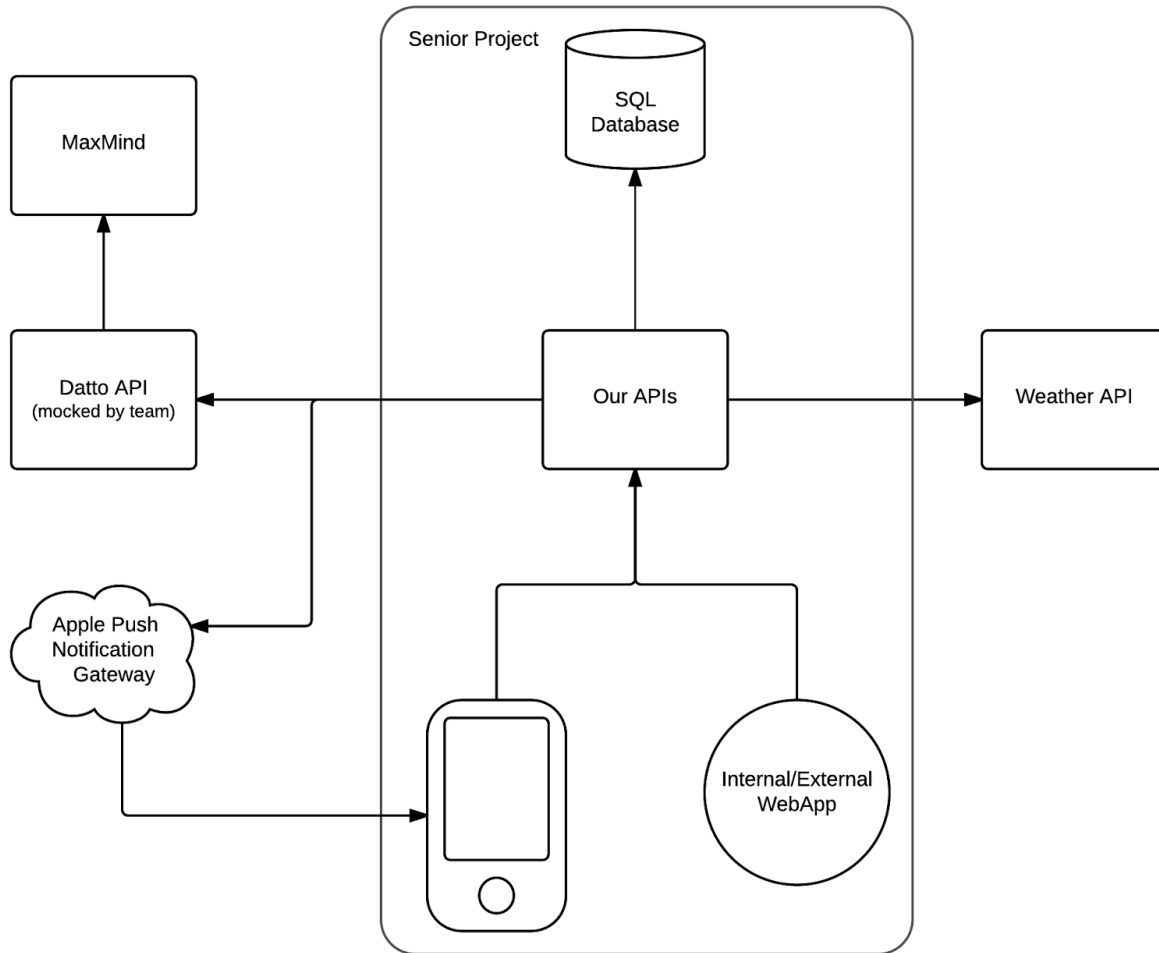 Senior Project
SQL
Database
MaxMind
Datto API
(mocked by team)
Our APIs
Weather API
Apple Push
Notification
Gateway
Internal/External
WebApp